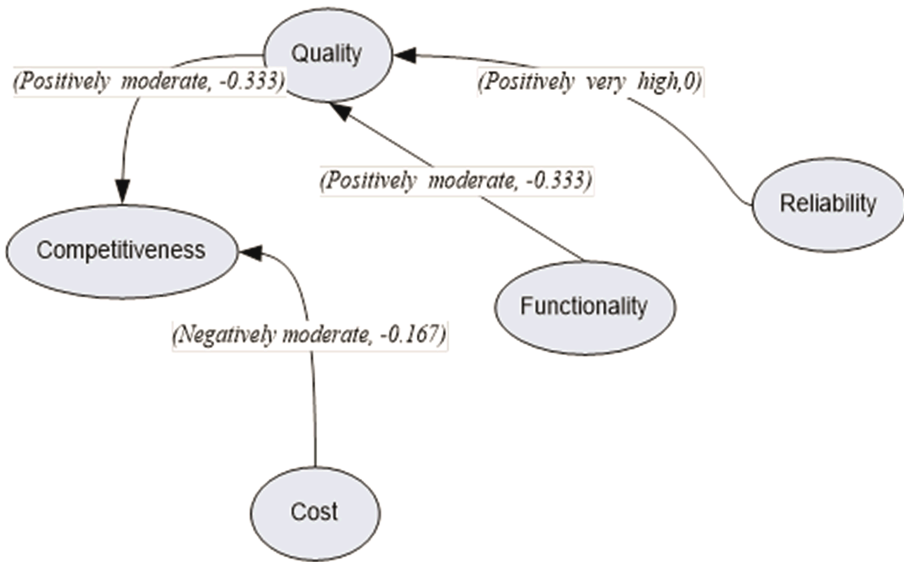 Quality
(Positively moderate, -0.333)
(Positively very high,0)
(Positively moderate, -0.333)
Reliability
Competitiveness
Functionality
(Negatively moderate, -0.167)
Cost